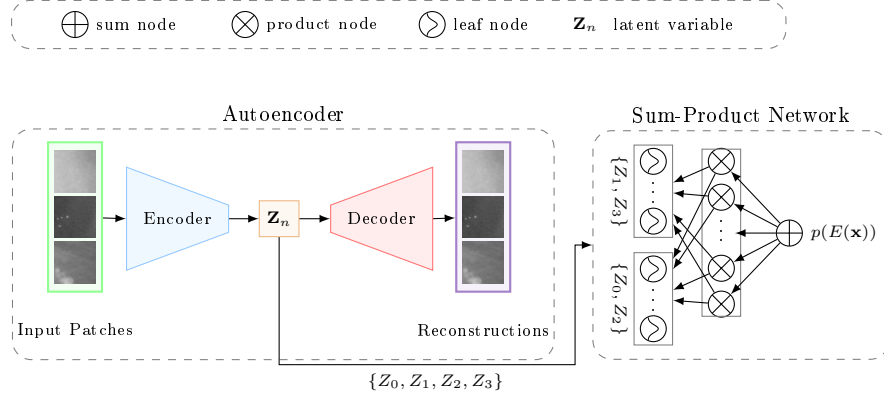 sum node product node leaf node Z_n latent variable
Autoencoder
Sum-Product Network
Encoder Z_n Decoder
{Z_1, Z_3}
{Z_0, Z_2}
p(E(x))
Input Patches
Reconstructions
{Z_0, Z_1, Z_2, Z_3}